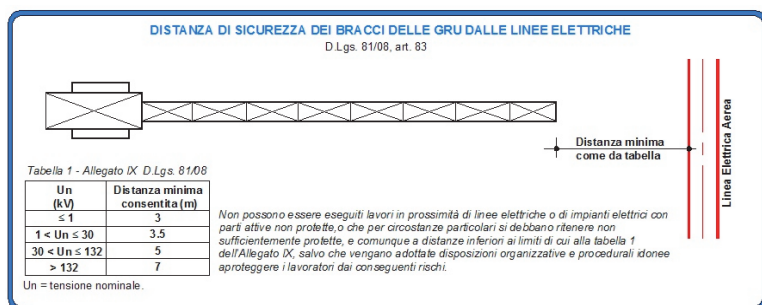 DISTANZA DI SICUREZZA DEI BRACCI DELLE GRU DALLE LINEE ELETTRICHE
D.Lgs. 81/08, art. 83
Distanza minima
come da tabella
Linea Elettrica Aerea
Tabella 1 - Allegato IX D.Lgs. 81/08
Un
(kV)
Distanza minima
consentita (m)
≤ 1
3
1 < Un ≤ 30
3.5
30 < Un ≤ 132
5
> 132
7
Un = tensione nominale.
Non possono essere eseguiti lavori in prossimità di linee elettriche o di impianti elettrici con
parti attive non protette,o che per circostanze particolari si debbano ritenere non
sufficientemente protette, e comunque a distanze inferiori ai limiti di cui alla tabella 1
dell'Allegato IX, salvo che vengano adottate disposizioni organizzative e procedurali idonee
aproteggere i lavoratori dai conseguenti rischi.